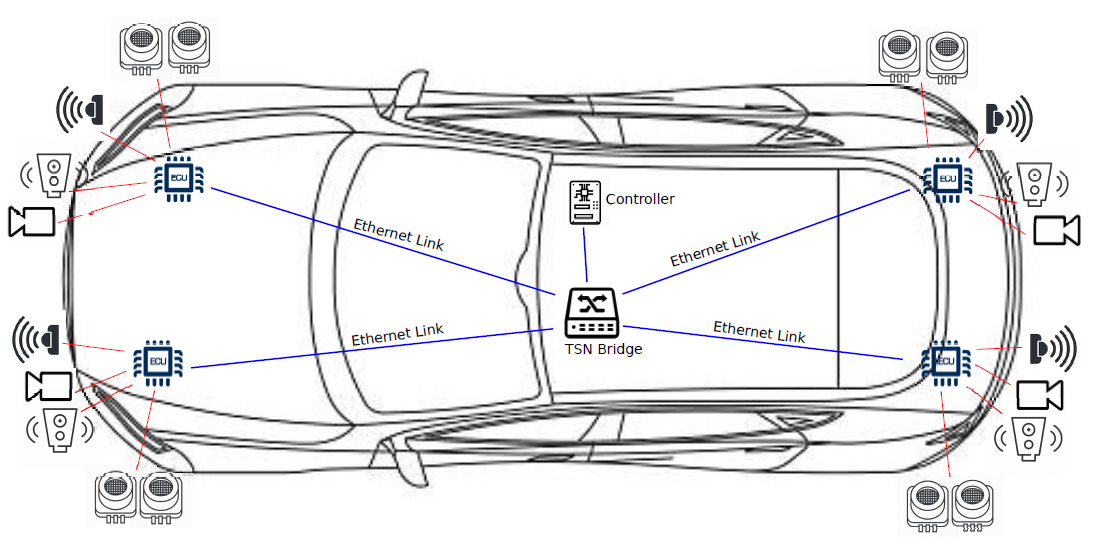 ECU
ECU
Controller
Ethernet Link
Ethernet Link
Ethernet Link
Ethernet Link
TSN Bridge
ECU
ECU